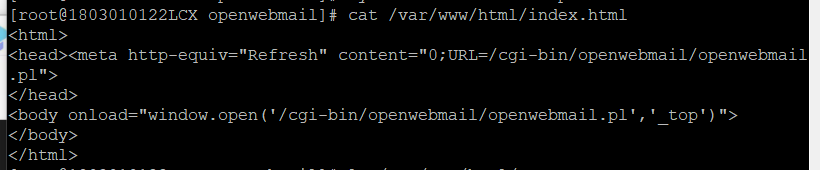 [root@1803010122LCX openwebmail]# cat /var/www/html/index.html
<html>
<head><meta http-equiv="Refresh" content="0;URL=/cgi-bin/openwebmail/openwebmail
.pl">
</head>
<body onload="window.open('/cgi-bin/openwebmail/openwebmail.pl','_top')">
</body>
</html>